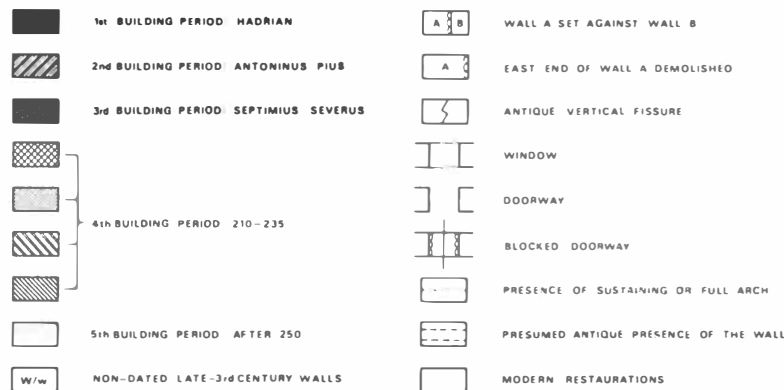 1st BUILDING PERIOD HADRIAN
2nd BUILDING PERIOD ANTONINUS PIUS
3rd BUILDING PERIOD SEPTIMIUS SEVERUS
4th BUILDING PERIOD 210-235
5th BUILDING PERIOD AFTER 250
W/w NON-DATED LATE-3rd CENTURY WALLS
A B WALL A SET AGAINST WALL B
A EAST END OF WALL A DEMOLISHED
ANTIQUE VERTICAL FISSURE
WINDOW
DOORWAY
BLOCKED DOORWAY
PRESENCE OF SUSTAINING OR FULL ARCH
PRESUMED ANTIQUE PRESENCE OF THE WALL
MODERN RESTAURATIONS